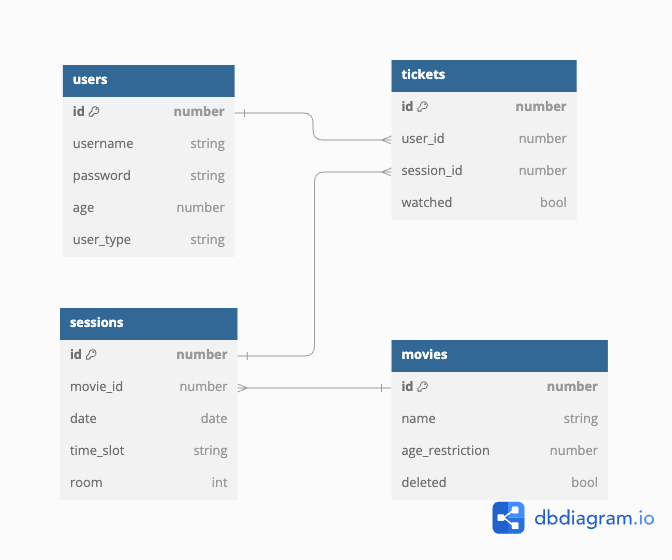 users
id number
username string
password string
age number
user_type string
tickets
id number
user_id number
session_id number
watched bool
sessions
id number
movie_id number
date date
time_slot string
room int
movies
id number
name string
age_restriction number
deleted bool
dbdiagram.io